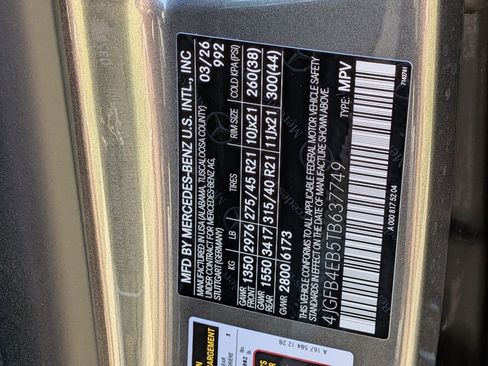 MFD BY MERCEDES-BENZ U.S. INTL., INC
MANUFACTURED IN USA (ALABAMA, TUSCALOOSA COUNTY)
UNDER CONTRACT WITH MERCEDES-BENZ AG,
STUTTGART (GERMANY)
03/26
992
KG LB TIRES RIM SIZE COLD KPA (PSI)
GAWR FRONT 1350 2976 275/45 R21 10Jx21 260(38)
GAWR REAR 1550 3417 315/40 R21 11Jx21 300(44)
GVWR 2800 6173
THIS VEHICLE CONFORMS TO ALL APPLICABLE FEDERAL MOTOR VEHICLE SAFETY
STANDARDS IN EFFECT ON THE DATE OF MANUFACTURE SHOWN ABOVE.
4JGFB4EB5TB637749 MPV
A 000 817 52 04
A 167 584 12 28
CHARGEMENT
3